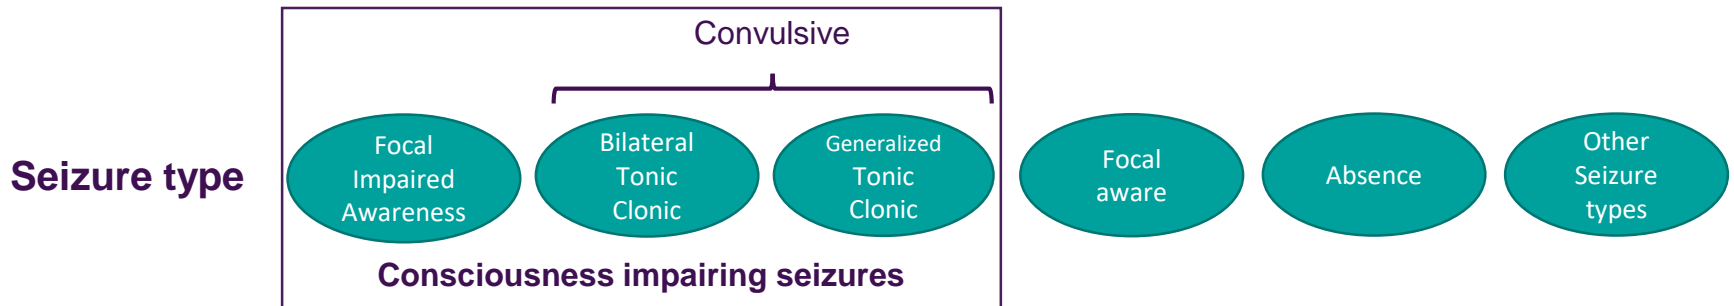 Convulsive
Seizure type
Focal
Impaired
Awareness
Bilateral
Tonic
Clonic
Generalized
Tonic
Clonic
Focal
aware
Absence
Other
Seizure
types
Consciousness impairing seizures